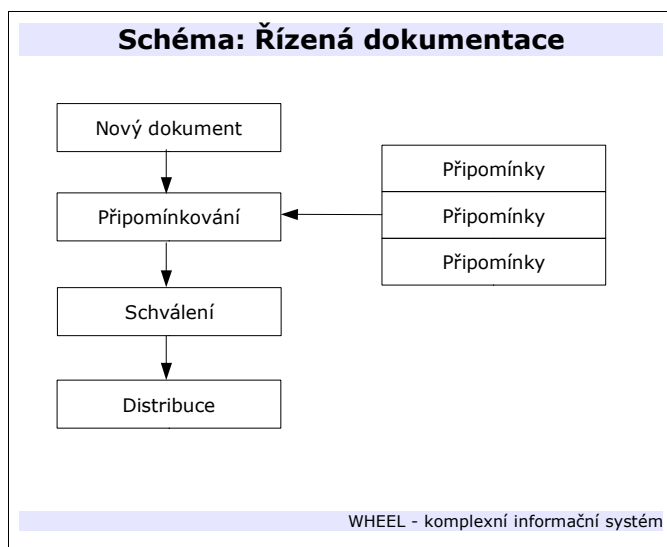 Schéma: Řízená dokumentace
Nový dokument
Připomínky
Připomínkování
Připomínky
Připomínky
Schválení
Distribuce
WHEEL - komplexní informační systém